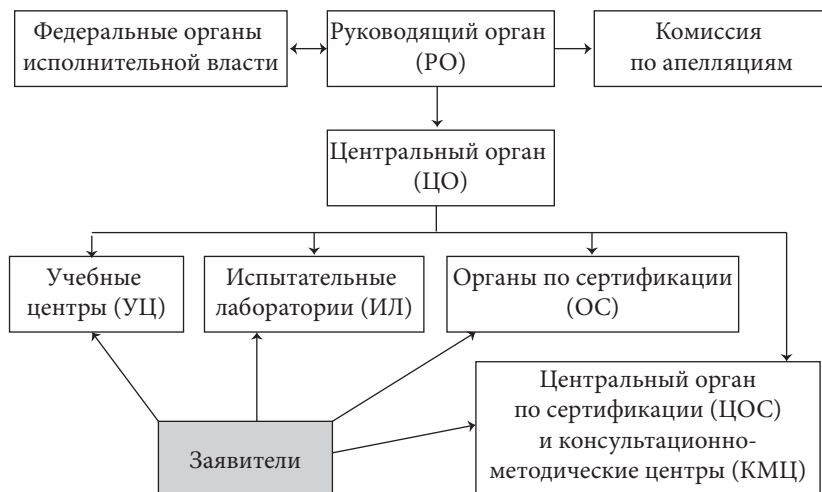 Федеральные органы
исполнительной власти
Руководящий орган
(РО)
Комиссия
по апелляциям
Центральный орган
(ЦО)
Учебные
центры (УЦ)
Испытательные
лаборатории (ИЛ)
Органы по сертификации
(ОС)
Центральный орган
по сертификации (ЦОС)
и консультационно-
методические центры (КМЦ)
Заявители